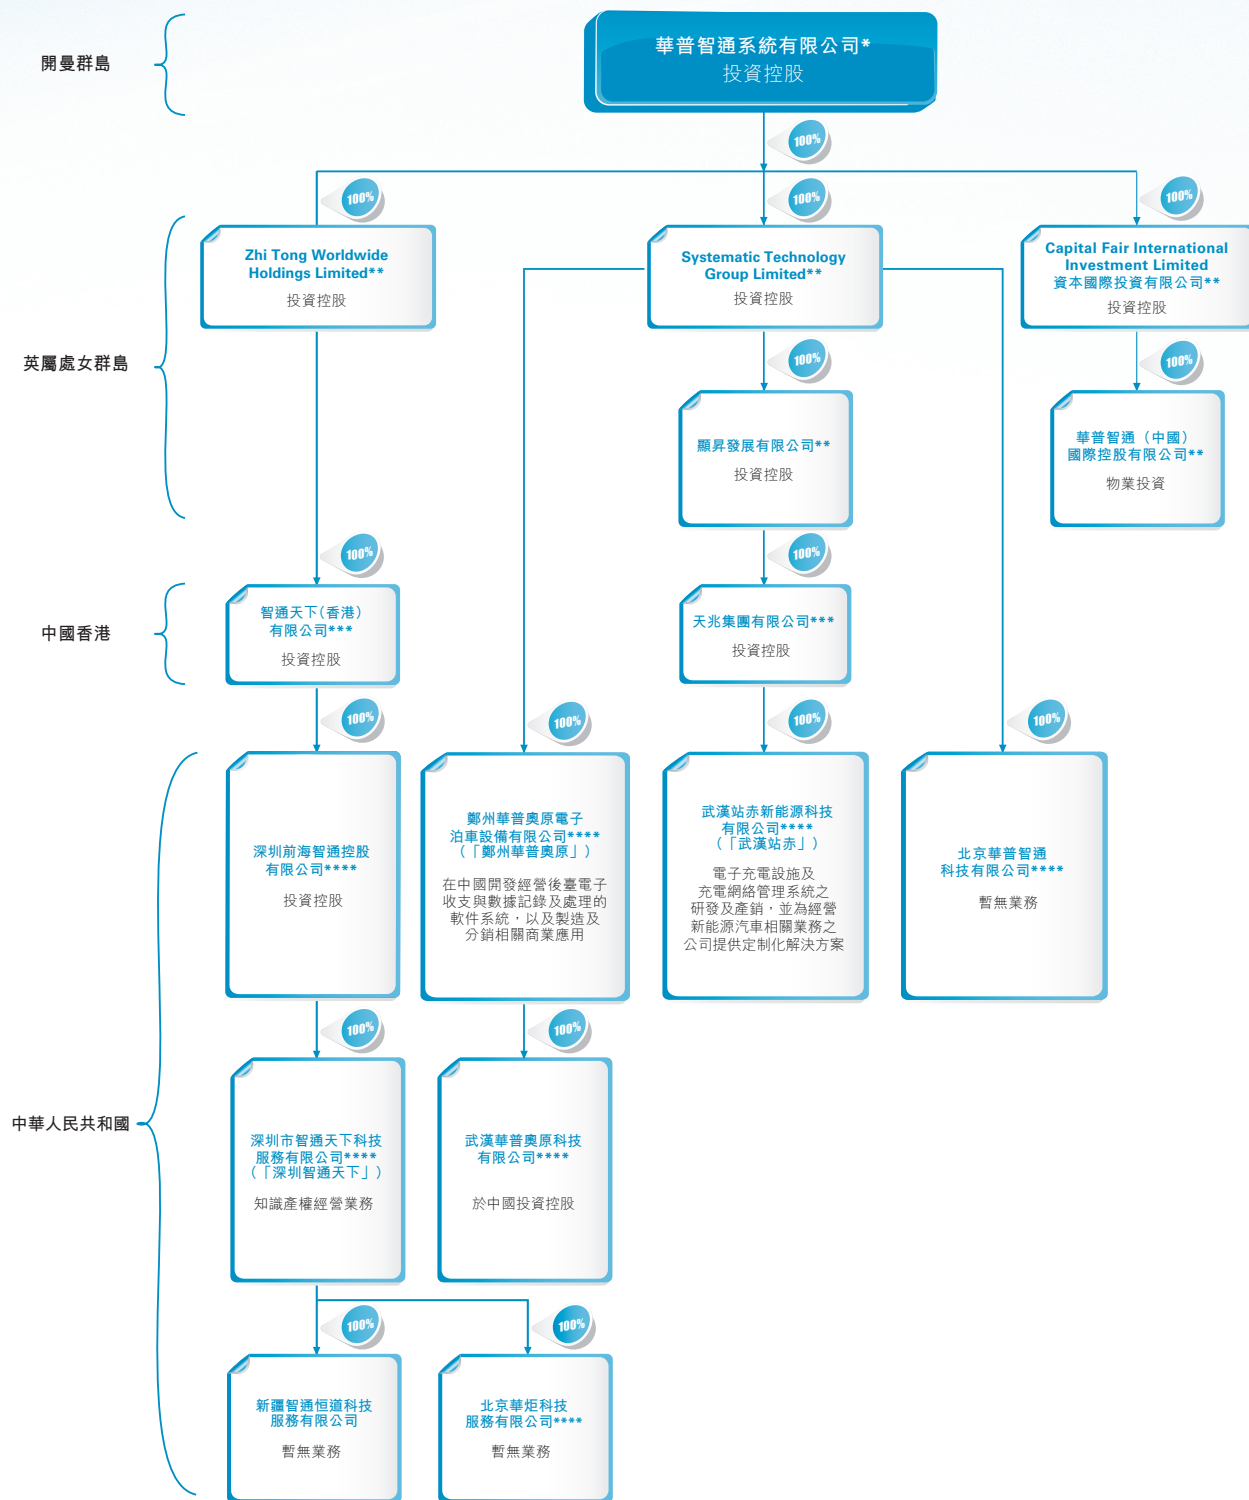 開曼群島
華普智通系統有限公司*
投資控股
100%
100%
100%
100%
英屬處女群島
Zhi Tong Worldwide
Holdings Limited**
投資控股
Systematic Technology
Group Limited**
投資控股
Capital Fair International
Investment Limited
資本國際投資有限公司**
投資控股
100%
100%
顯昇發展有限公司**
投資控股
華普智通（中國）
國際控股有限公司**
物業投資
100%
100%
中國香港
智通天下(香港)
有限公司***
投資控股
天兆集團有限公司***
投資控股
100%
100%
100%
100%
中華人民共和國
深圳前海智通控股
有限公司****
投資控股
鄭州華普奧原電子
泊車設備有限公司****
（「鄭州華普奧原」）
在中國開發經營後臺電子
收支與數據記錄及處理的
軟件系統，以及製造及
分銷相關商業應用
武漢站赤新能源科技
有限公司****
（「武漢站赤」）
電子充電設施及
充電網絡管理系統之
研發及產銷，並為經營
新能源汽車相關業務之
公司提供定制化解決方案
北京華普智通
科技有限公司****
暫無業務
100%
100%
深圳市智通天下科技
服務有限公司****
（「深圳智通天下」）
知識產權經營業務
武漢華普奧原科技
有限公司****
於中國投資控股
100%
100%
新疆智通恒道科技
服務有限公司
暫無業務
北京華炬科技
服務有限公司****
暫無業務